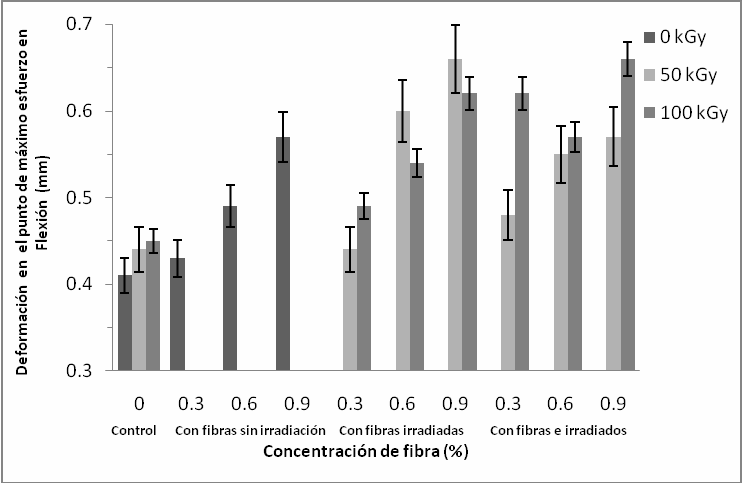 Deformación en el punto de máximo esfuerzo en
Flexión (mm)
0.7
0.6
0.5
0.4
0.3
0 kGy
50 kGy
100 kGy
0 0.3 0.6 0.9 0.3 0.6 0.9 0.3 0.6 0.9
Control Con fibras sin irradiación Con fibras irradiadas Con fibras e irradiados
Concentración de fibra (%)